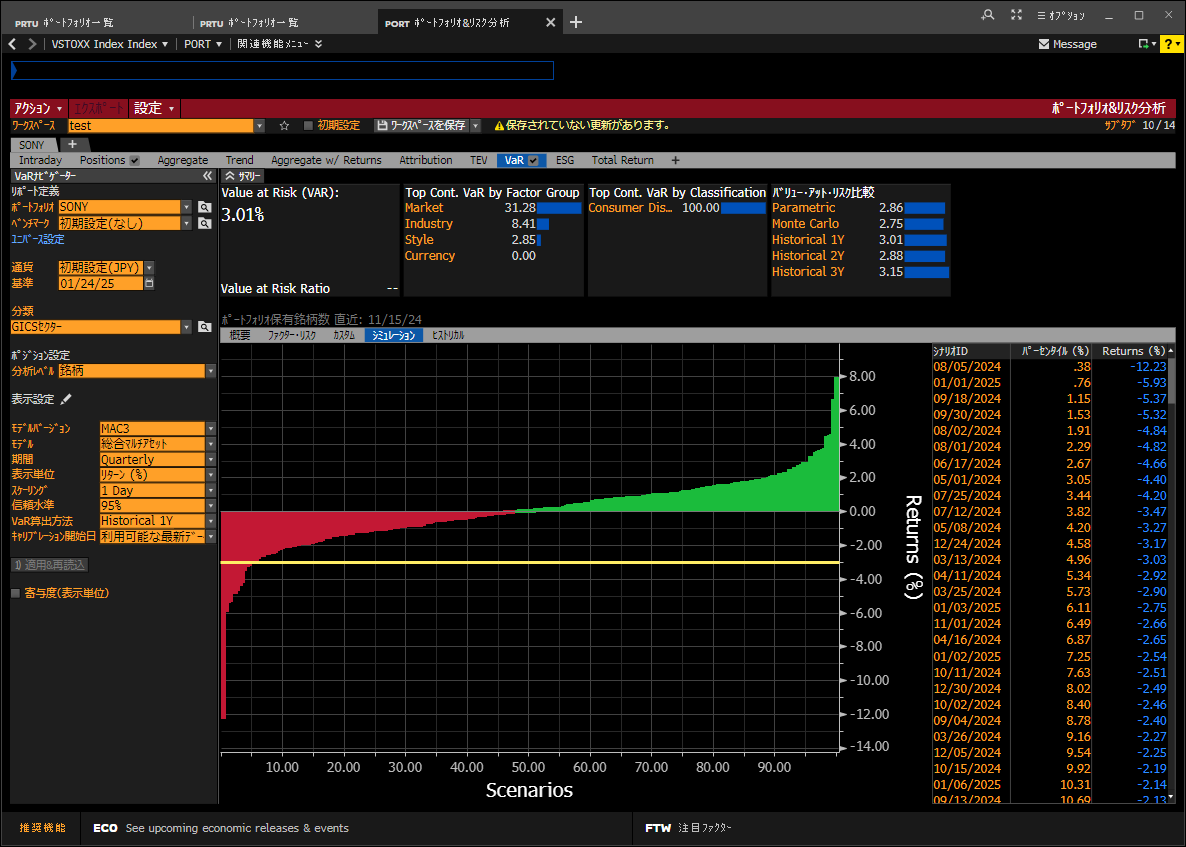 PRTU ﾎﾟｰﾄﾌｫﾘｵ一覧 PRTU ﾎﾟｰﾄﾌｫﾘｵ一覧 PORT ﾎﾟｰﾄﾌｫﾘｵ&ﾘｽｸ分析 ✕ + ☰ ｵﾌﾟｼｮﾝ
VSTOXX Index Index ▾ PORT ▾ 関連機能ﾒﾆｭｰ Message ?
アクション エクスポート 設定 ﾎﾟｰﾄﾌｫﾘｵ&ﾘｽｸ分析
ﾜｰｸｽﾍﾟｰｽ test 初期設定 ﾜｰｸｽﾍﾟｰｽを保存 保存されていない更新があります。 ｻﾌﾞﾀﾌﾞ 10 / 14
SONY +
Intraday Positions Aggregate Trend Aggregate w/ Returns Attribution TEV VaR ESG Total Return +
VaRﾅﾋﾞｹﾞｰﾀｰ « ｻﾏﾘｰ
ﾘﾎﾟｰﾄ定義
ﾎﾟｰﾄﾌｫﾘｵ SONY
ﾍﾞﾝﾁﾏｰｸ 初期設定(なし)
ﾕﾆﾊﾞｰｽ設定
通貨 初期設定(JPY)
基準 01/24/25
分類
GICSｾｸﾀｰ
ﾎﾟｼﾞｼｮﾝ設定
分析ﾚﾍﾞﾙ 銘柄
表示設定
ﾓﾃﾞﾙﾊﾞｰｼﾞｮﾝ MAC3
ﾓﾃﾞﾙ 総合ﾏﾙﾁｱｾｯﾄ
期間 Quarterly
表示単位 ﾘﾀｰﾝ (%)
ｽｹｰﾘﾝｸﾞ 1 Day
信頼水準 95%
VaR算出方法 Historical 1Y
ｷｬﾘﾌﾞﾚｰｼｮﾝ開始日 利用可能な最新ﾃﾞｰ
1) 適用&再読込
寄与度(表示単位)
Value at Risk (VAR):
3.01%
Value at Risk Ratio --
Top Cont. VaR by Factor Group
Market 31.28
Industry 8.41
Style 2.85
Currency 0.00
Top Cont. VaR by Classification
Consumer Dis... 100.00
ﾊﾞﾘｭｰ･ｱｯﾄ･ﾘｽｸ比較
Parametric 2.86
Monte Carlo 2.75
Historical 1Y 3.01
Historical 2Y 2.88
Historical 3Y 3.15
ﾎﾟｰﾄﾌｫﾘｵ保有銘柄数 直近: 11/15/24
概要 ﾌｧｸﾀｰ･ﾘｽｸ ｶｽﾀﾑ ｼﾐｭﾚｰｼｮﾝ ﾋｽﾄﾘｶﾙ
8.00
6.00
4.00
2.00
0.00
-2.00
-4.00
-6.00
-8.00
-10.00
-12.00
-14.00
Returns (%)
10.00 20.00 30.00 40.00 50.00 60.00 70.00 80.00 90.00
Scenarios
ｼﾅﾘｵID ﾊﾟｰｾﾝﾀｲﾙ (%) Returns (%)
08/05/2024 .38 -12.23
01/01/2025 .76 -5.93
09/18/2024 1.15 -5.37
09/30/2024 1.53 -5.32
08/02/2024 1.91 -4.84
08/01/2024 2.29 -4.82
06/17/2024 2.67 -4.66
05/01/2024 3.05 -4.40
07/25/2024 3.44 -4.20
07/12/2024 3.82 -3.47
05/08/2024 4.20 -3.27
12/24/2024 4.58 -3.17
03/13/2024 4.96 -3.03
04/11/2024 5.34 -2.92
03/25/2024 5.73 -2.90
01/03/2025 6.11 -2.75
11/01/2024 6.49 -2.66
04/16/2024 6.87 -2.65
01/02/2025 7.25 -2.54
10/11/2024 7.63 -2.51
12/30/2024 8.02 -2.49
10/02/2024 8.40 -2.46
09/04/2024 8.78 -2.40
03/26/2024 9.16 -2.27
12/05/2024 9.54 -2.25
10/15/2024 9.92 -2.19
01/06/2025 10.31 -2.14
09/13/2024 10.69 -2.13
推奨機能 ECO See upcoming economic releases & events FTW 注目ﾌｧｸﾀｰ